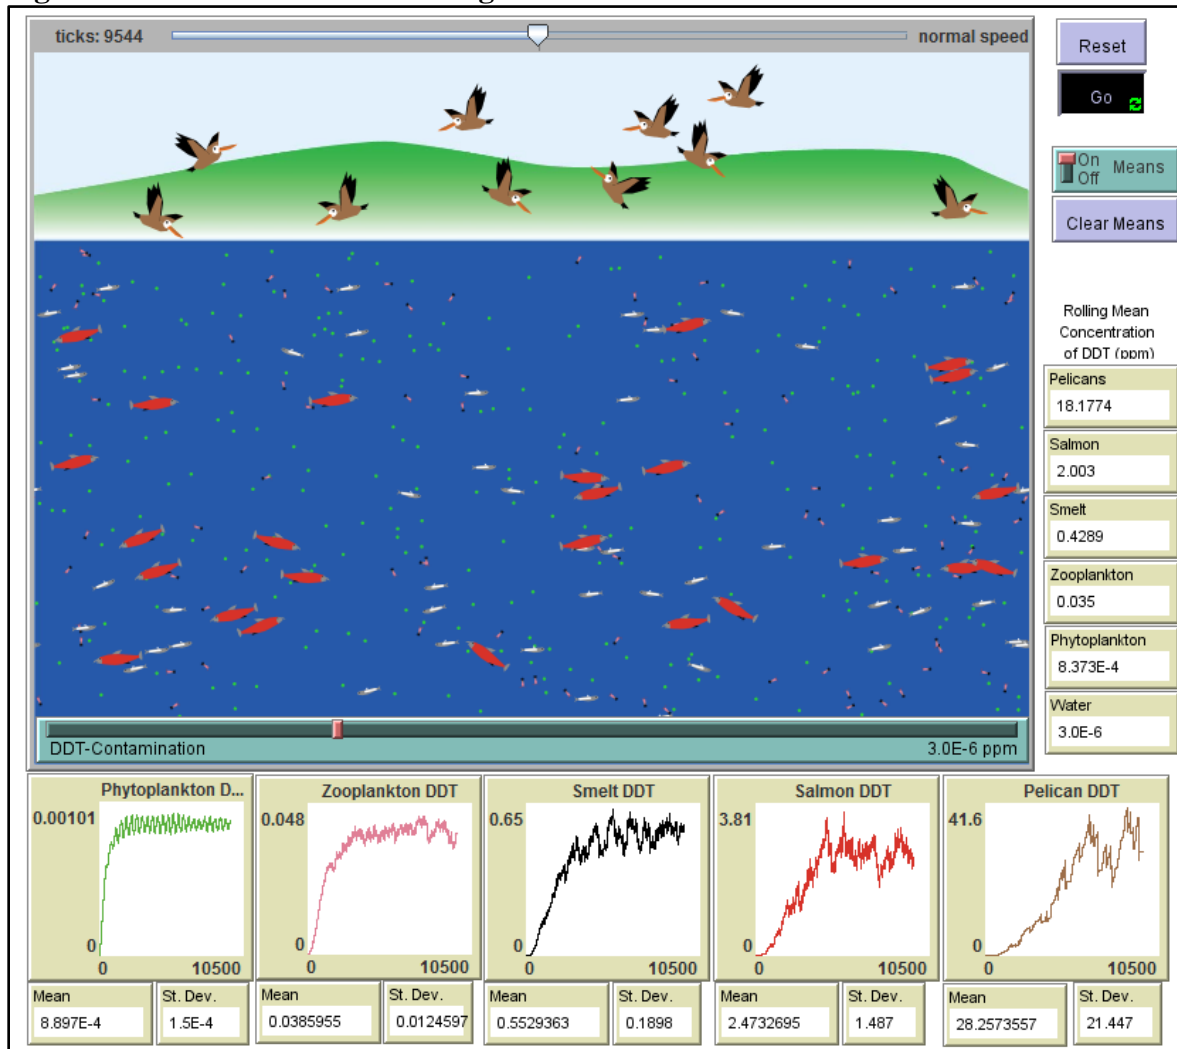 ticks: 9544
normal speed
Reset
Go
On
Off
Means
Clear Means
Rolling Mean
Concentration
of DDT (ppm)
Pelicans
18.1774
Salmon
2.003
Smelt
0.4289
Zooplankton
0.035
Phytoplankton
8.373E-4
Water
3.0E-6
DDT-Contamination
3.0E-6 ppm
Phytoplankton D...
0.00101
0
0
10500
Zooplankton DDT
0.048
0
0
10500
Smelt DDT
0.65
0
0
10500
Salmon DDT
3.81
0
0
10500
Pelican DDT
41.6
0
0
10500
Mean
8.897E-4
St. Dev.
1.5E-4
Mean
0.0385955
St. Dev.
0.0124597
Mean
0.5529363
St. Dev.
0.1898
Mean
2.4732695
St. Dev.
1.487
Mean
28.2573557
St. Dev.
21.447